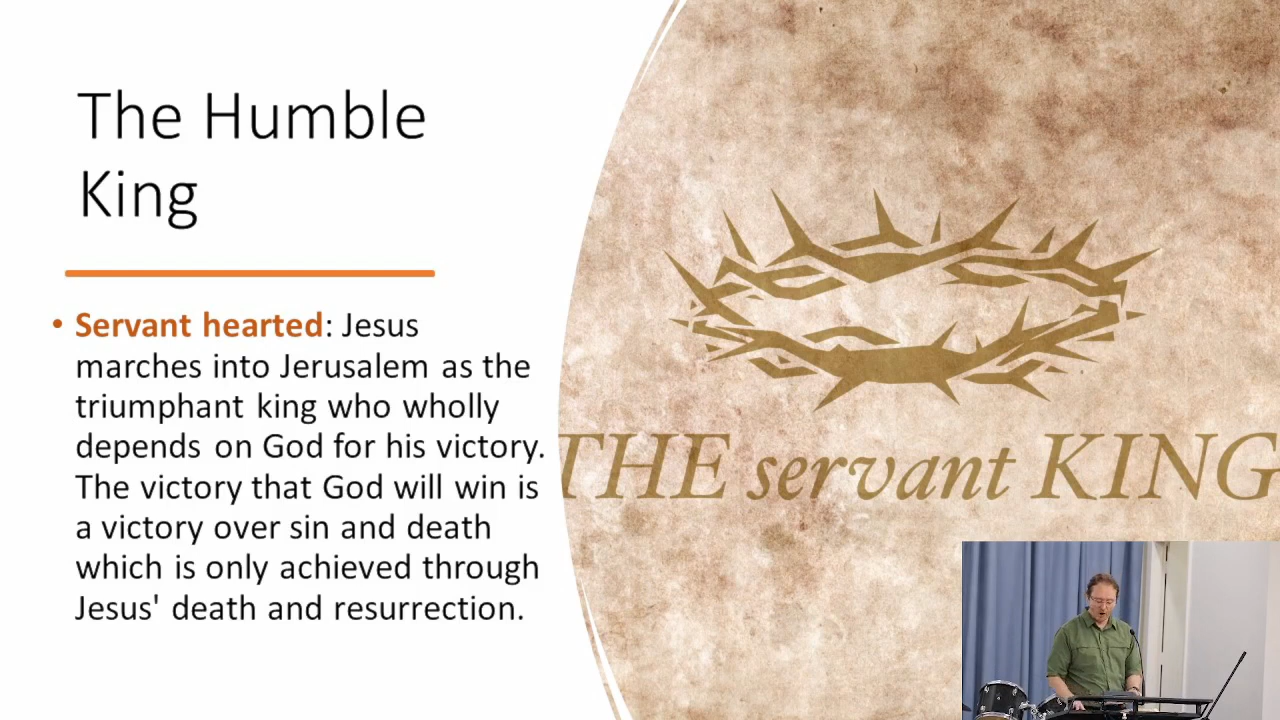 The Humble
King
• Servant hearted: Jesus
marches into Jerusalem as the
triumphant king who wholly
depends on God for his victory.
The victory that God will win is
a victory over sin and death
which is only achieved through
Jesus' death and resurrection.
THE servant KING